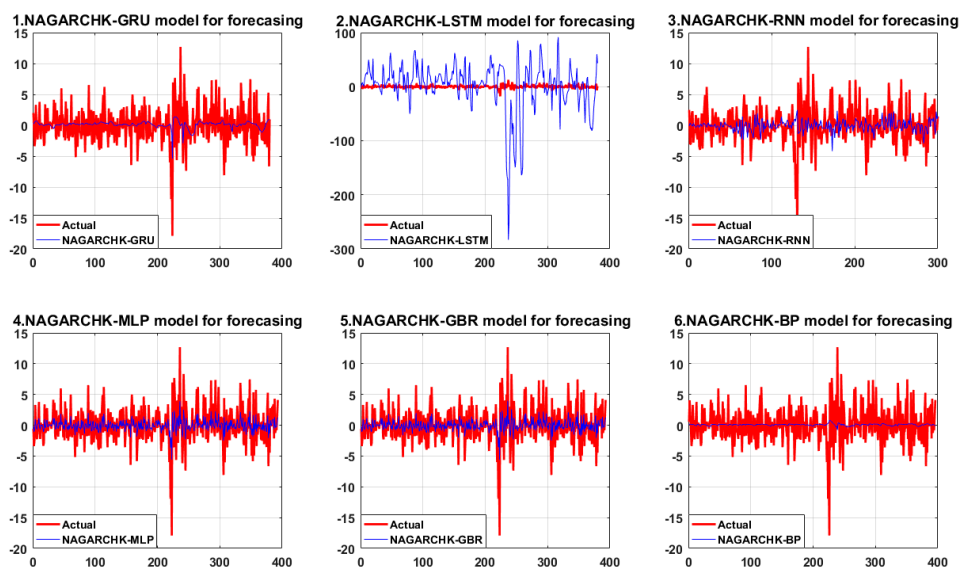 1.NAGARCHK-GRU model for forecasing
15
10
5
0
-5
-10
-15
-20
Actual
NAGARCHK-GRU
0 100 200 300 400
2.NAGARCHK-LSTM model for forecasing
100
0
-100
-200
-300
Actual
NAGARCHK-LSTM
0 100 200 300 400
3.NAGARCHK-RNN model for forecasing
15
10
5
0
-5
-10
-15
-20
Actual
NAGARCHK-RNN
0 100 200 300
4.NAGARCHK-MLP model for forecasing
15
10
5
0
-5
-10
-15
-20
Actual
NAGARCHK-MLP
0 100 200 300 400
5.NAGARCHK-GBR model for forecasing
15
10
5
0
-5
-10
-15
-20
Actual
NAGARCHK-GBR
0 100 200 300 400
6.NAGARCHK-BP model for forecasing
15
10
5
0
-5
-10
-15
-20
Actual
NAGARCHK-BP
0 100 200 300 400